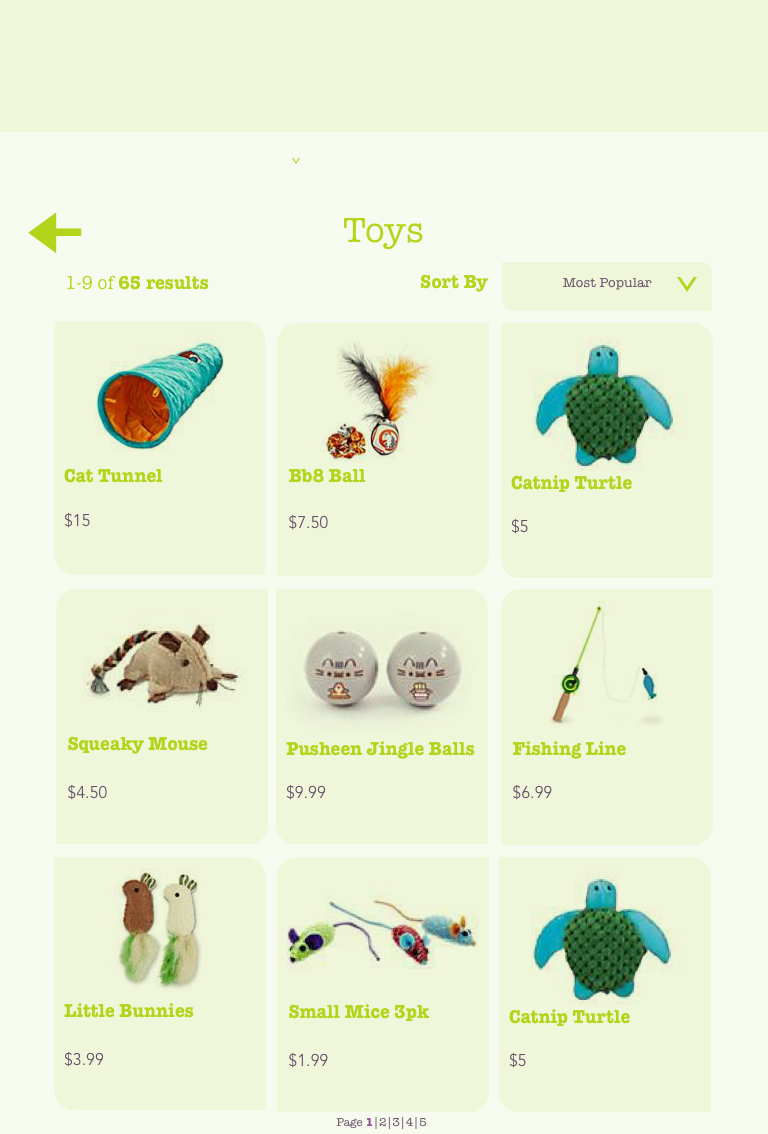 Toys
1-9 of 65 results
Sort By
Most Popular
Cat Tunnel
$15
Bb8 Ball
$7.50
Catnip Turtle
$5
Squeaky Mouse
$4.50
Pusheen Jingle Balls
$9.99
Fishing Line
$6.99
Little Bunnies
$3.99
Small Mice 3pk
$1.99
Catnip Turtle
$5
Page 1|2|3|4|5